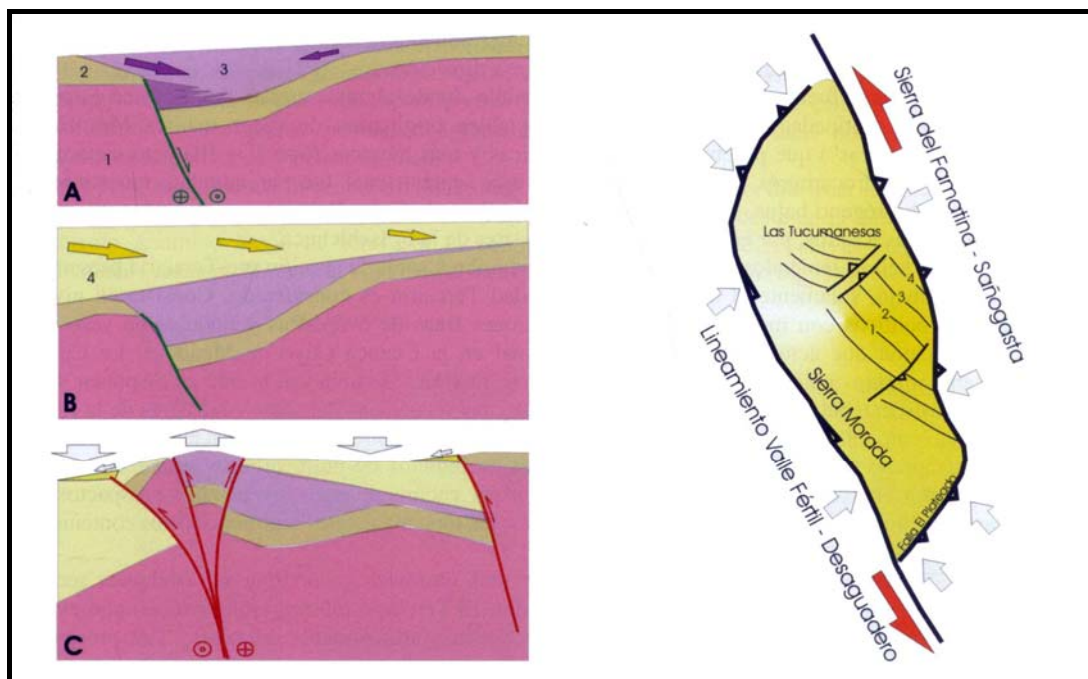 2
3
1
A
4
B
C
Sierra del Famatina - Sañogasta
Las Tucumanesas
4
3
2
1
Sierra Morada
Lineamiento Valle Fértil - Desaguadero
Falla El Plateado